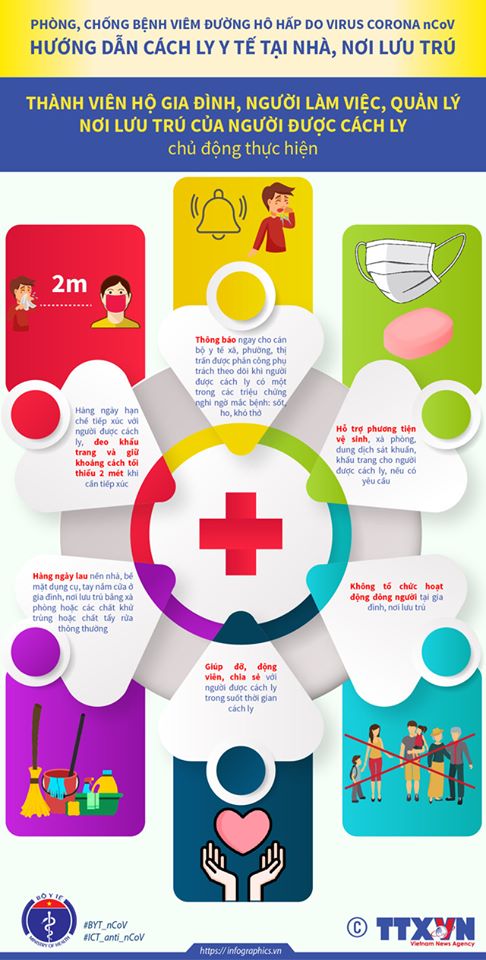 PHÒNG, CHỐNG BỆNH VIÊM ĐƯỜNG HÔ HẤP DO VIRUS CORONA nCoV
HƯỚNG DẪN CÁCH LY Y TẾ TẠI NHÀ, NƠI LƯU TRÚ
THÀNH VIÊN HỘ GIA ĐÌNH, NGƯỜI LÀM VIỆC, QUẢN LÝ
NƠI LƯU TRÚ CỦA NGƯỜI ĐƯỢC CÁCH LY
chủ động thực hiện
2m
Thông báo ngay cho cán
bộ y tế xã, phường, thị
trấn được phân công phụ
trách theo dõi khi người
được cách ly có một
trong các triệu chứng
nghi ngờ mắc bệnh: sốt,
ho, khó thở
Hàng ngày hạn
chế tiếp xúc với
người được cách
ly, đeo khẩu
trang và giữ
khoảng cách tối
thiểu 2 mét khi
cần tiếp xúc
Hỗ trợ phương tiện
vệ sinh, xà phòng,
dung dịch sát khuẩn,
khẩu trang cho người
được cách ly, nếu có
yêu cầu
Hàng ngày lau nền nhà, bề
mặt dụng cụ, tay nắm cửa ở
gia đình, nơi lưu trú bằng xà
phòng hoặc các chất khử
trùng hoặc chất tẩy rửa
thông thường
Không tổ chức hoạt
động đông người tại gia
đình, nơi lưu trú
Giúp đỡ, động
viên, chia sẻ với
người được cách ly
trong suốt thời gian
cách ly
BỘ Y TẾ
MINISTRY OF HEALTH
#BYT_nCoV
#ICT_anti_nCoV
© TTXVN
Vietnam News Agency
https://infographics.vn